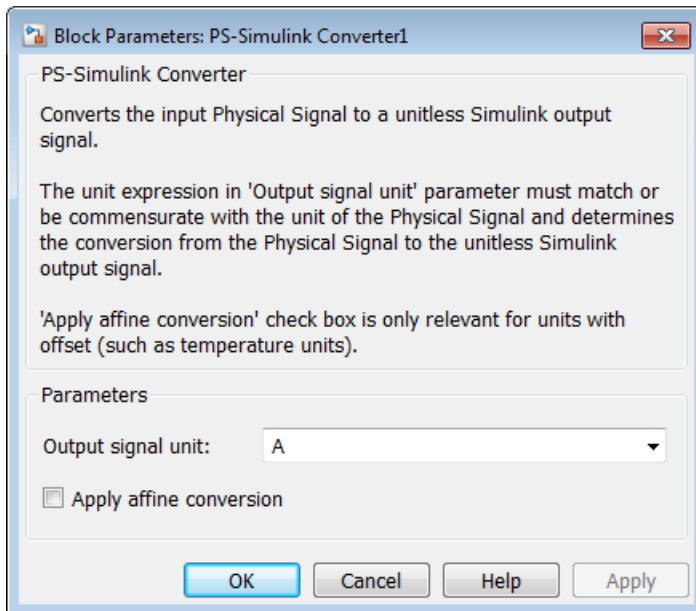 Block Parameters: PS-Simulink Converter1
PS-Simulink Converter
Converts the input Physical Signal to a unitless Simulink output
signal.
The unit expression in 'Output signal unit' parameter must match or
be commensurate with the unit of the Physical Signal and determines
the conversion from the Physical Signal to the unitless Simulink
output signal.
'Apply affine conversion' check box is only relevant for units with
offset (such as temperature units).
Parameters
Output signal unit: A
Apply affine conversion
OK Cancel Help Apply